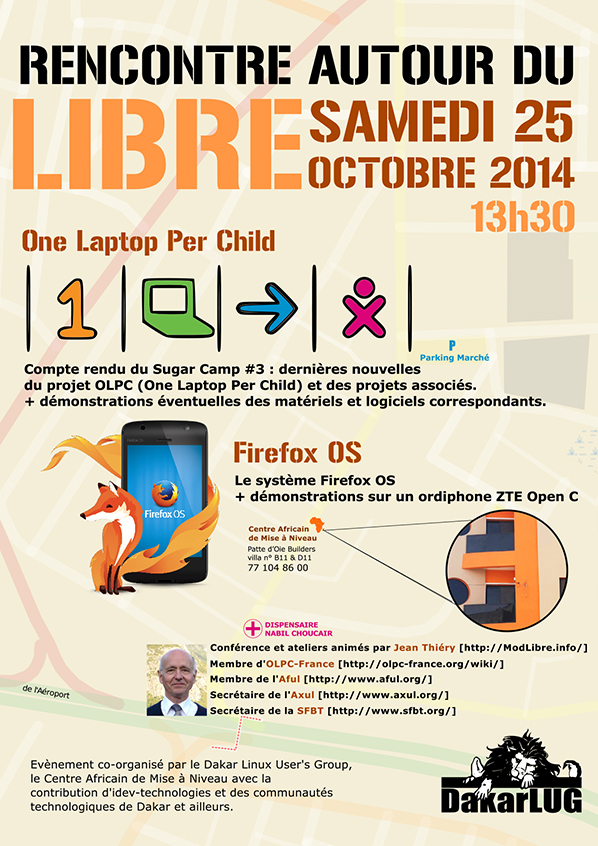 RENCONTRE AUTOUR DU
LIBRE
SAMEDI 25
OCTOBRE 2014
13h30
One Laptop Per Child
1
P
Parking Marché
Compte rendu du Sugar Camp #3 : dernières nouvelles
du projet OLPC (One Laptop Per Child) et des projets associés.
+ démonstrations éventuelles des matériels et logiciels correspondants.
Firefox OS
Firefox OS
Le système Firefox OS
+ démonstrations sur un ordiphone ZTE Open C
Centre Africain
de Mise à Niveau
Patte d'Oie Builders
villa n° B11 & D11
77 104 86 00
DISPENSAIRE
NABIL CHOUCAIR
Conférence et ateliers animés par Jean Thiéry [http://ModLibre.info/]
Membre d'OLPC-France [http://olpc-france.org/wiki/]
Membre de l'Aful [http://www.aful.org/]
Secrétaire de l'Axul [http://www.axul.org/]
Secrétaire de la SFBT [http://www.sfbt.org/]
de l'Aéroport
Evènement co-organisé par le Dakar Linux User's Group,
le Centre Africain de Mise à Niveau avec la
contribution d'idev-technologies et des communautés
technologiques de Dakar et ailleurs.
DakarLUG